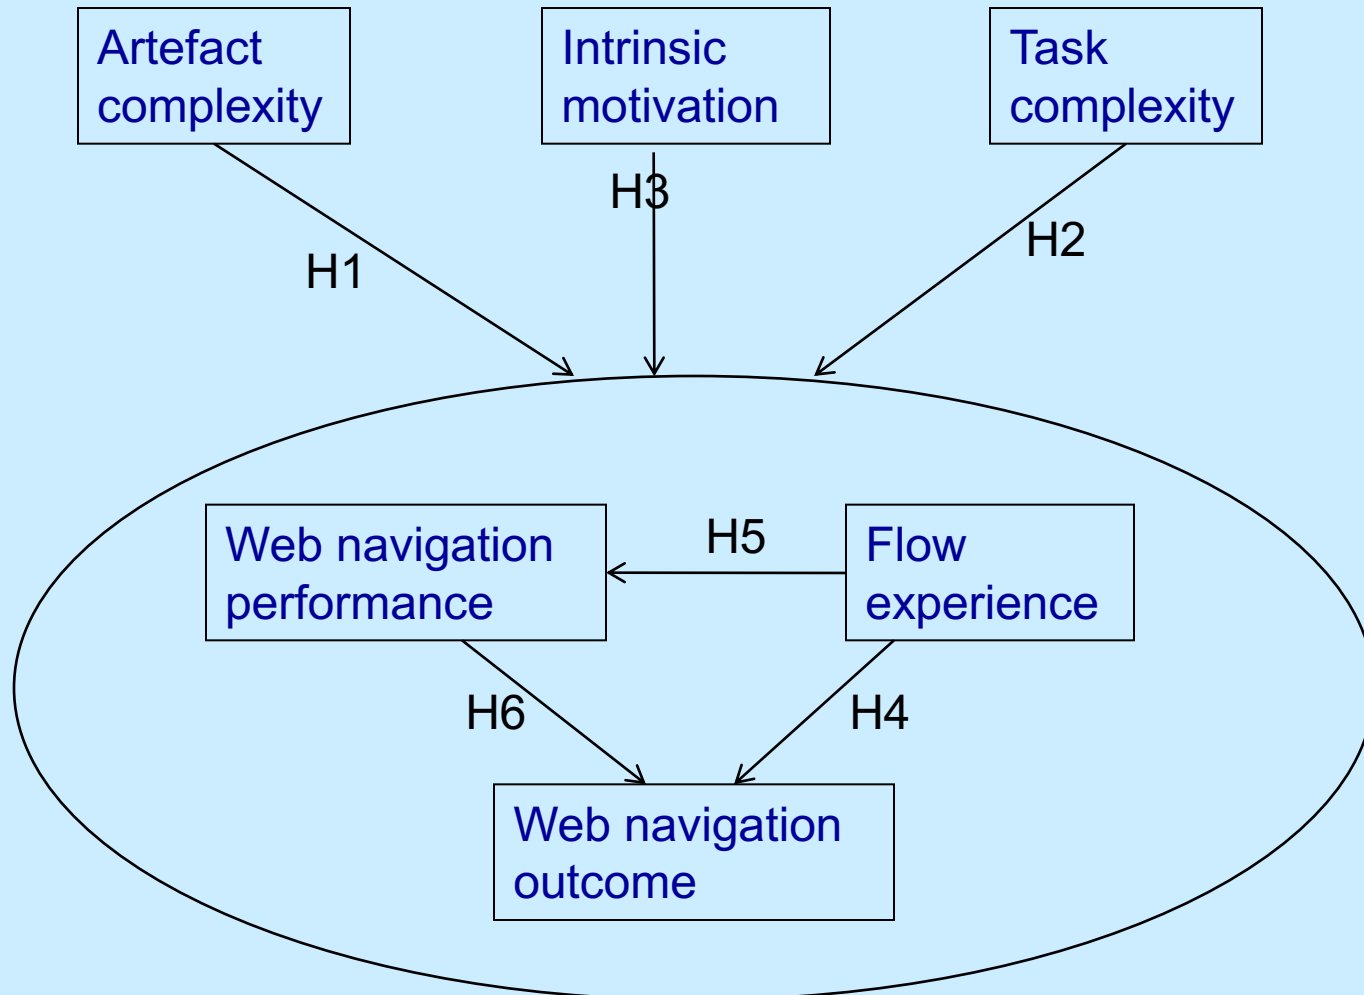 Artefact
complexity
Intrinsic
motivation
Task
complexity
H3
H2
H1
Web navigation
performance
H5
Flow
experience
H6
H4
Web navigation
outcome